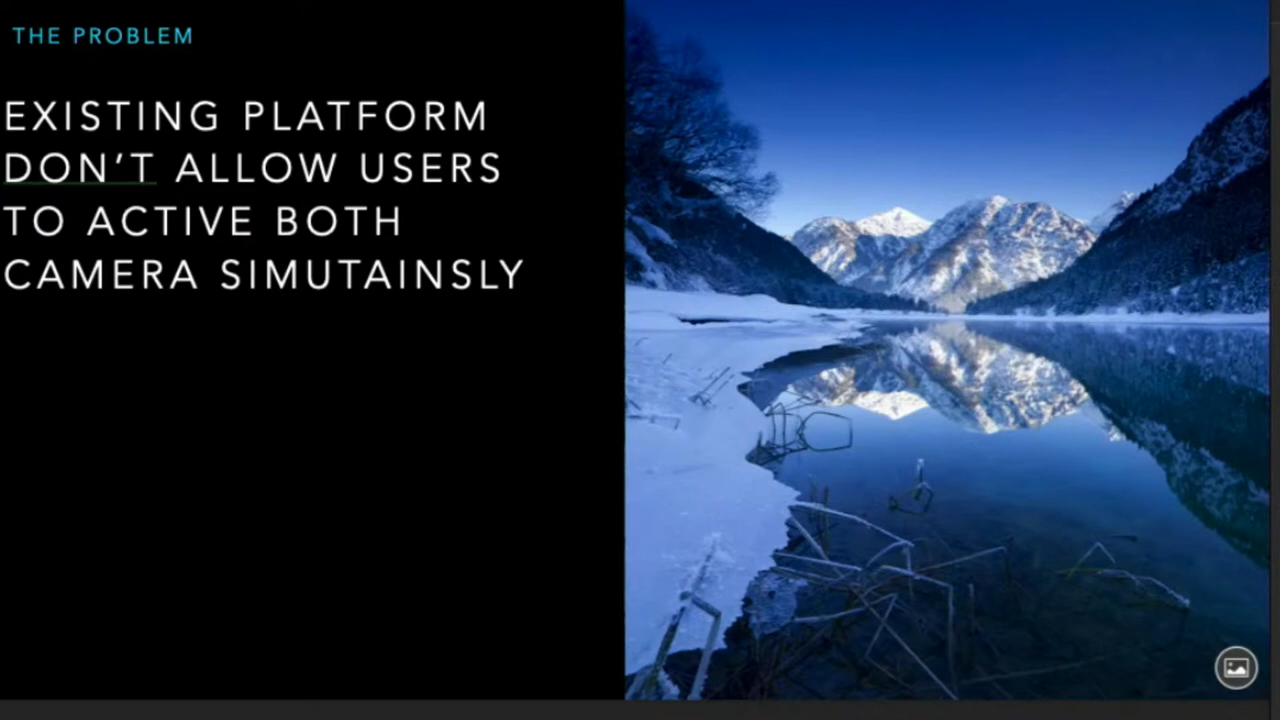 THE PROBLEM
EXISTING PLATFORM
DON’T ALLOW USERS
TO ACTIVE BOTH
CAMERA SIMUTAINSLY